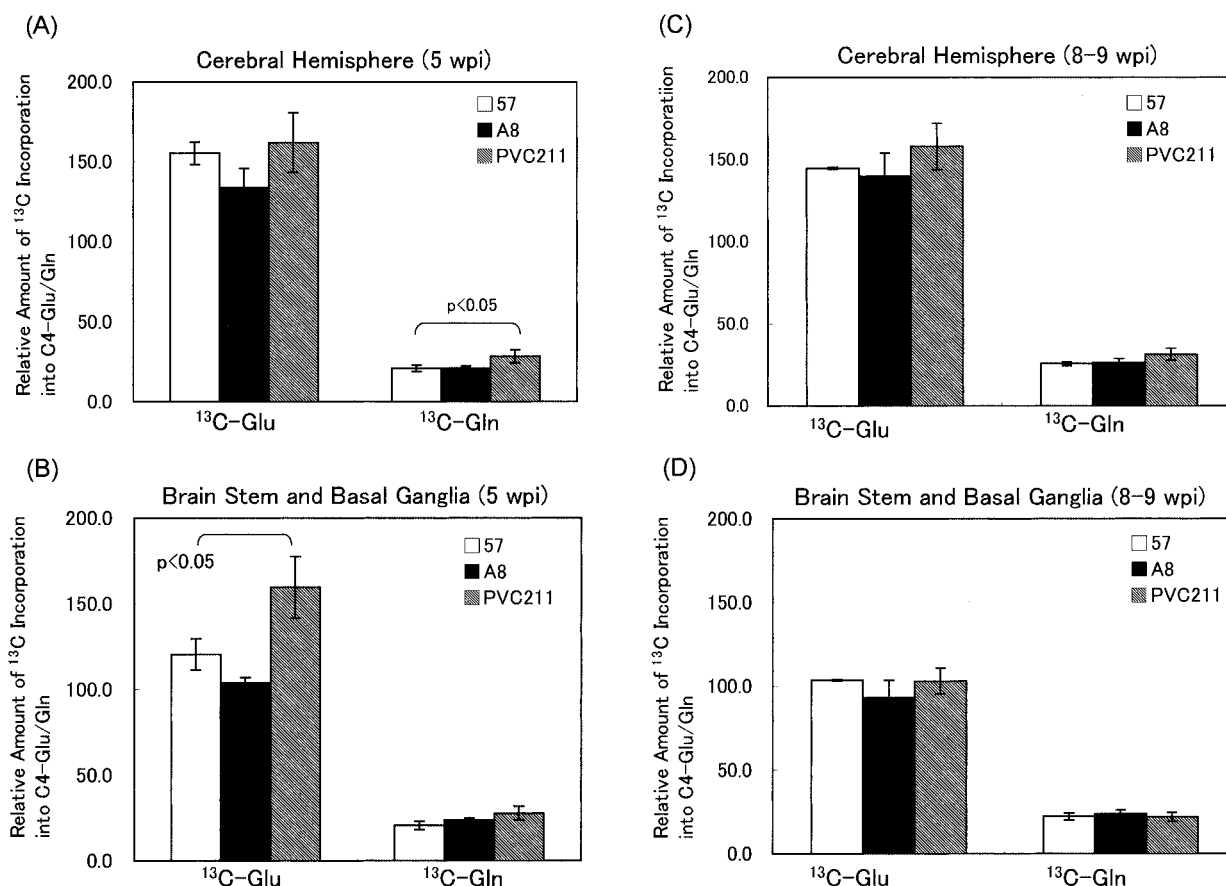 (A)
Cerebral Hemisphere (5 wpi)
Relative Amount of ¹³C Incorporation
into C4-Glu/Gln
200.0
150.0
100.0
50.0
0.0
57
A8
PVC211
p<0.05
¹³C-Glu
¹³C-Gln
(B)
Brain Stem and Basal Ganglia (5 wpi)
Relative Amount of ¹³C Incorporation
into C4-Glu/Gln
200.0
150.0
100.0
50.0
0.0
p<0.05
57
A8
PVC211
¹³C-Glu
¹³C-Gln
(C)
Cerebral Hemisphere (8-9 wpi)
Relative Amount of ¹³C Incorporatiion
into C4-Glu/Gln
200.0
150.0
100.0
50.0
0.0
57
A8
PVC211
¹³C-Glu
¹³C-Gln
(D)
Brain Stem and Basal Ganglia (8-9 wpi)
Relative Amount of ¹³C Incorporation
into C4-Glu/Gln
200.0
150.0
100.0
50.0
0.0
57
A8
PVC211
¹³C-Glu
¹³C-Gln